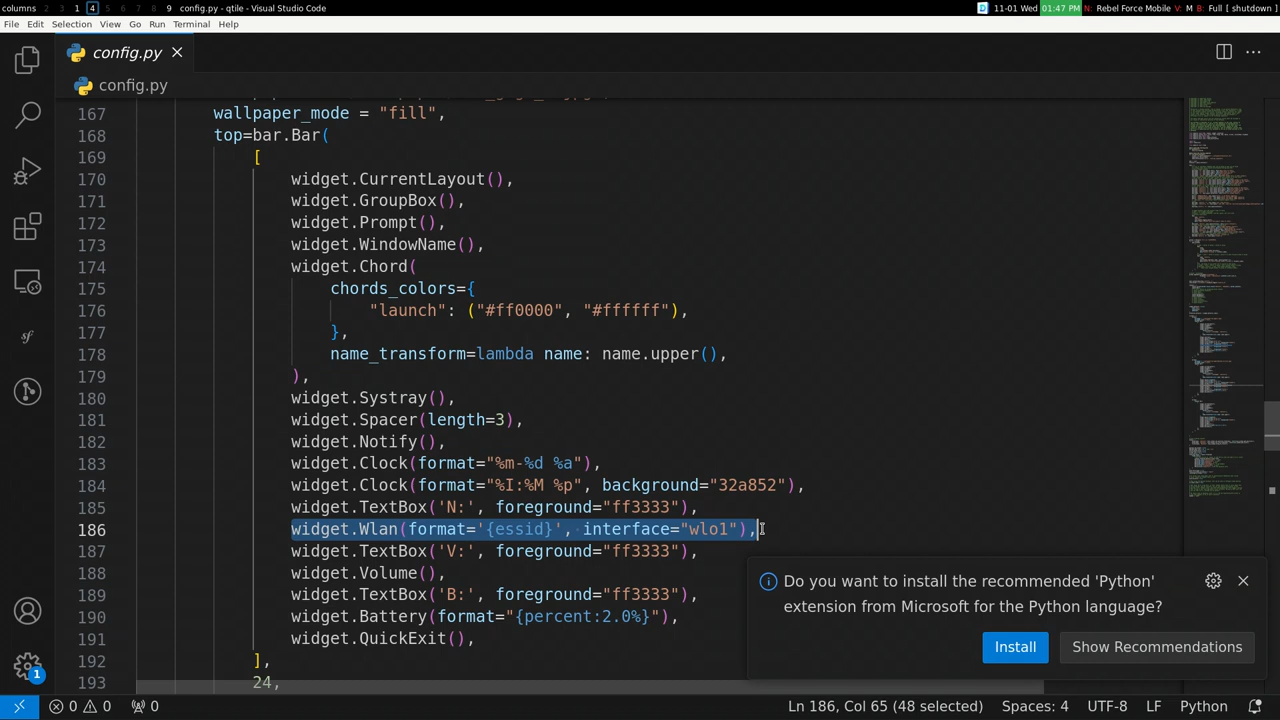 columns 2 3 1 4 5 6 7 8 9 config.py - qtile - Visual Studio Code D 11-01 Wed 01:47 PM N: Rebel Force Mobile V: M B: Full [ shutdown ]
File Edit Selection View Go Run Terminal Help
config.py
config.py
167 wallpaper_mode = "fill",
168 top=bar.Bar(
169 [
170 widget.CurrentLayout(),
171 widget.GroupBox(),
172 widget.Prompt(),
173 widget.WindowName(),
174 widget.Chord(
175 chords_colors={
176 "launch": ("#ff0000", "#ffffff"),
177 },
178 name_transform=lambda name: name.upper(),
179 ),
180 widget.Systray(),
181 widget.Spacer(length=3),
182 widget.Notify(),
183 widget.Clock(format="%m-%d %a"),
184 widget.Clock(format="%I:%M %p", background="32a852"),
185 widget.TextBox('N:', foreground="ff3333"),
186 widget.Wlan(format='{essid}', interface="wlo1"),
187 widget.TextBox('V:', foreground="ff3333"),
188 widget.Volume(),
189 widget.TextBox('B:', foreground="ff3333"),
190 widget.Battery(format="{percent:2.0%}"),
191 widget.QuickExit(),
192 ],
193 24,
Do you want to install the recommended 'Python'
extension from Microsoft for the Python language?
Install Show Recommendations
1
0 0 0 Ln 186, Col 65 (48 selected) Spaces: 4 UTF-8 LF Python